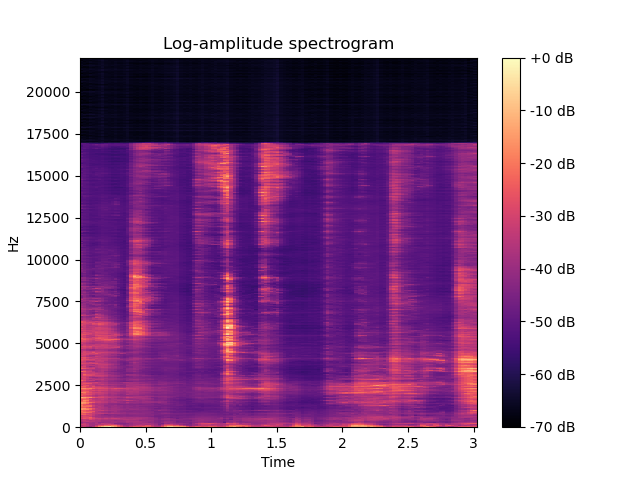 Log-amplitude spectrogram
Hz
20000
17500
15000
12500
10000
7500
5000
2500
0
0
0.5
1
1.5
2
2.5
3
Time
+0 dB
-10 dB
-20 dB
-30 dB
-40 dB
-50 dB
-60 dB
-70 dB